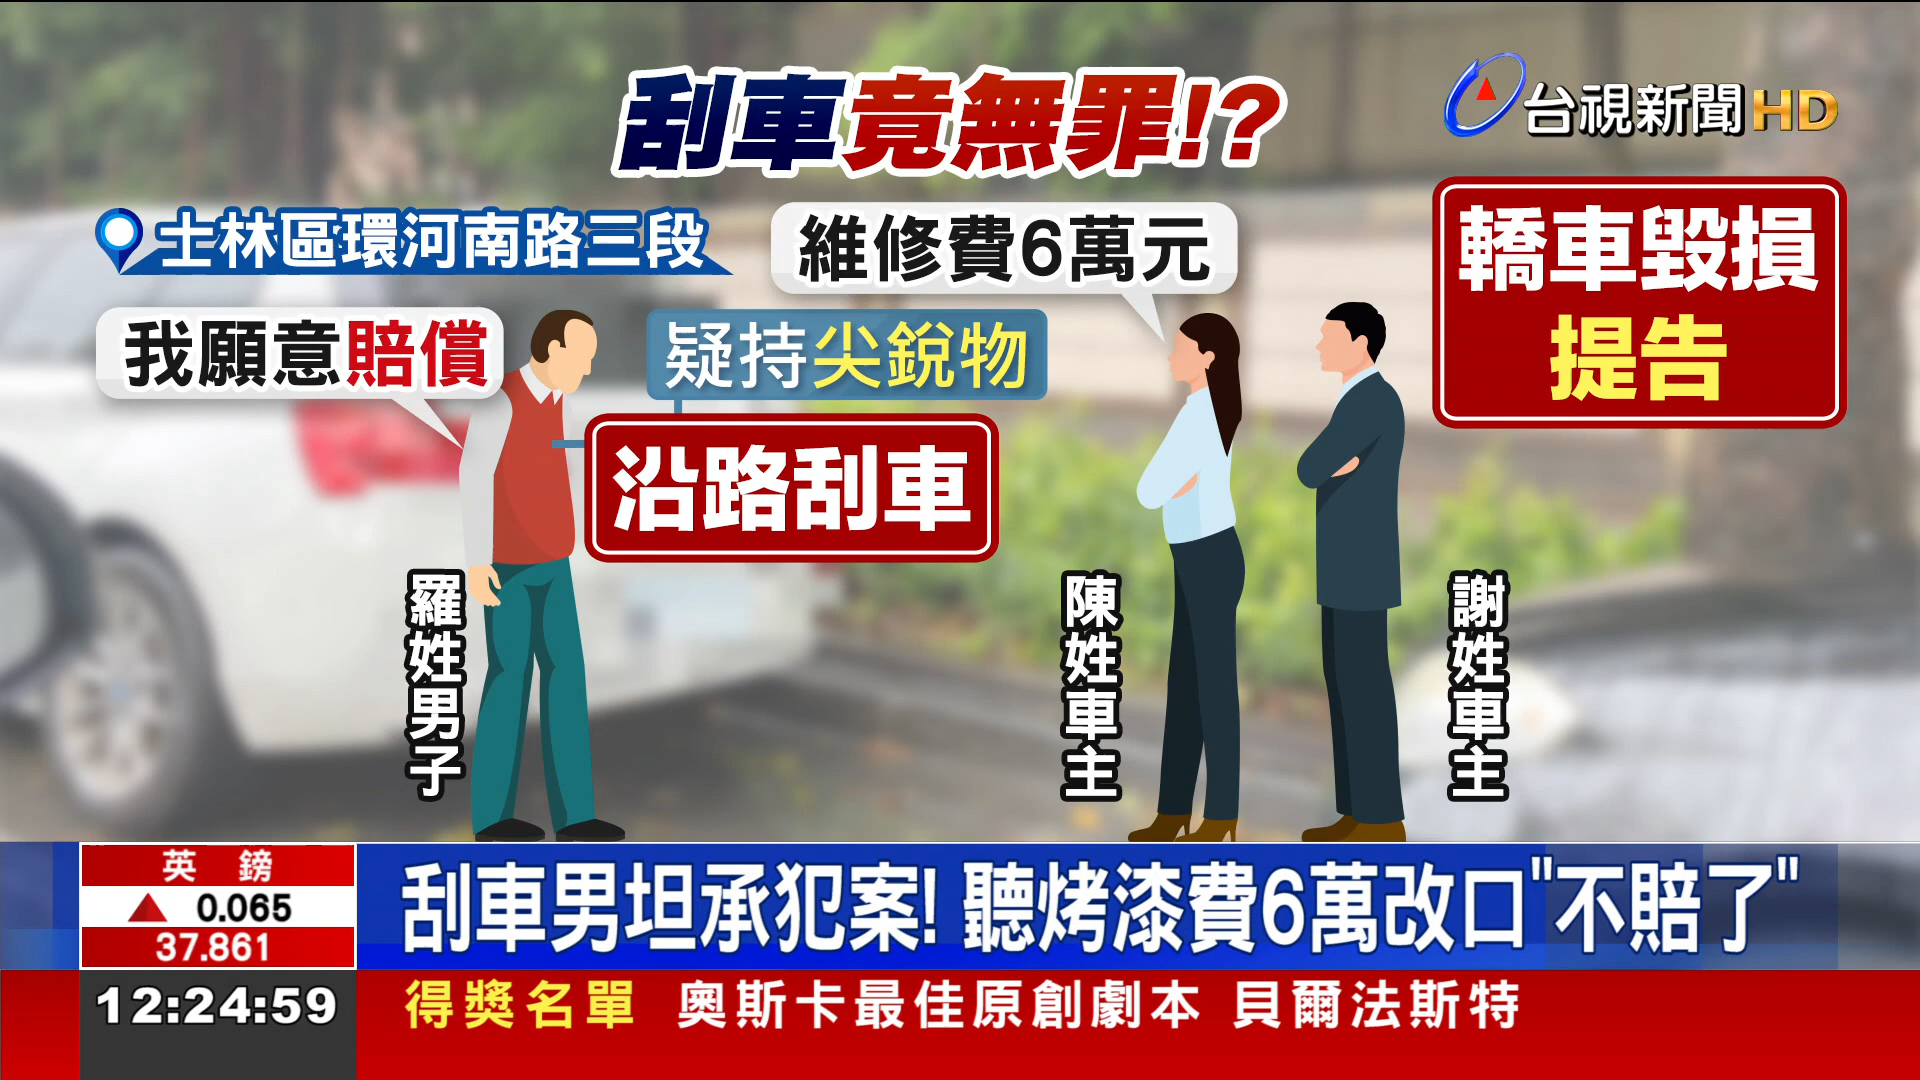 刮車竟無罪!?
台視新聞HD
士林區環河南路三段
維修費6萬元
轎車毀損
提告
我願意賠償
疑持尖銳物
沿路刮車
羅姓男子
陳姓車主
謝姓車主
英鎊
0.065
37.861
刮車男坦承犯案! 聽烤漆費6萬改口"不賠了"
12:24:59
得獎名單 奧斯卡最佳原創劇本 貝爾法斯特